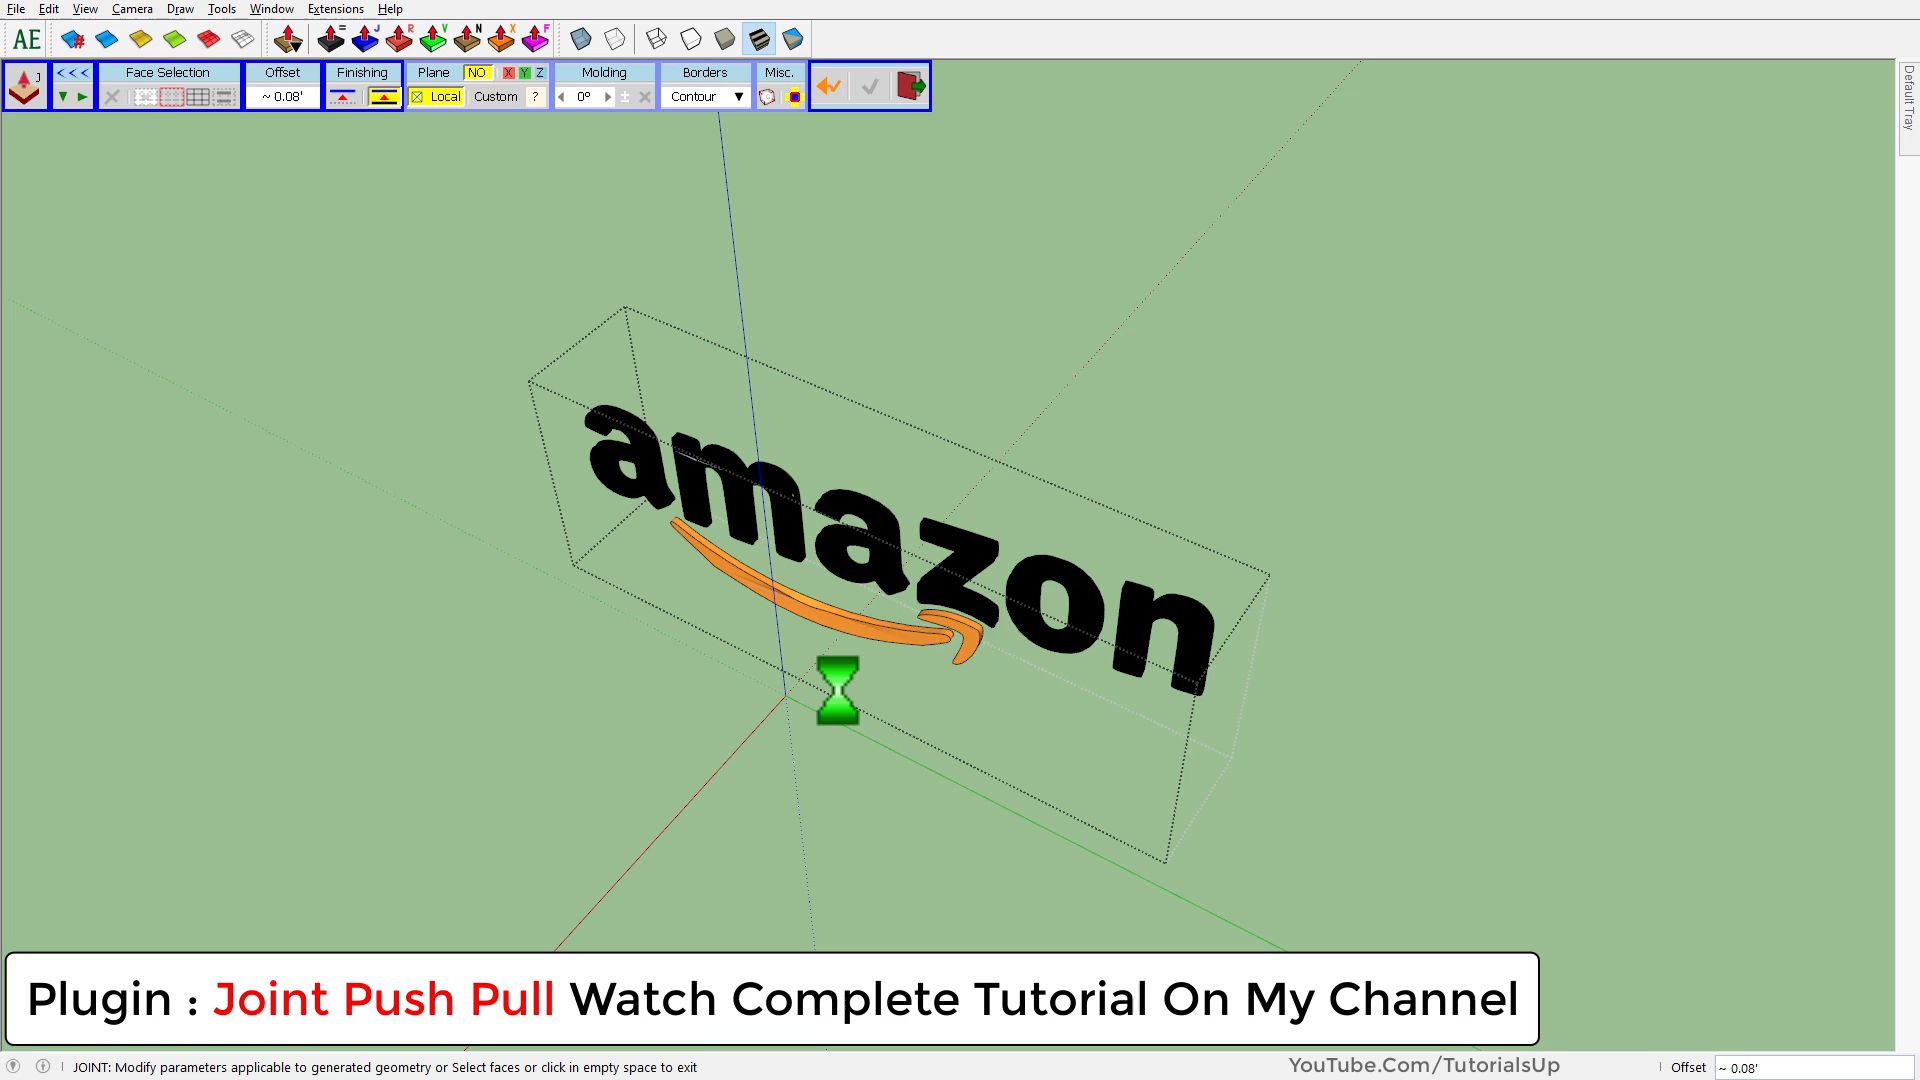 File Edit View Camera Draw Tools Window Extensions Help
AE # = J R V N X F
J <<< Face Selection Offset Finishing Plane NO X Y Z Molding Borders Misc.
~ 0.08' Local Custom ? 0º ± Contour
Default Tray
amazon
Plugin : Joint Push Pull Watch Complete Tutorial On My Channel
JOINT: Modify parameters applicable to generated geometry or Select faces or click in empty space to exit
YouTube.Com/TutorialsUp
Offset ~ 0.08'